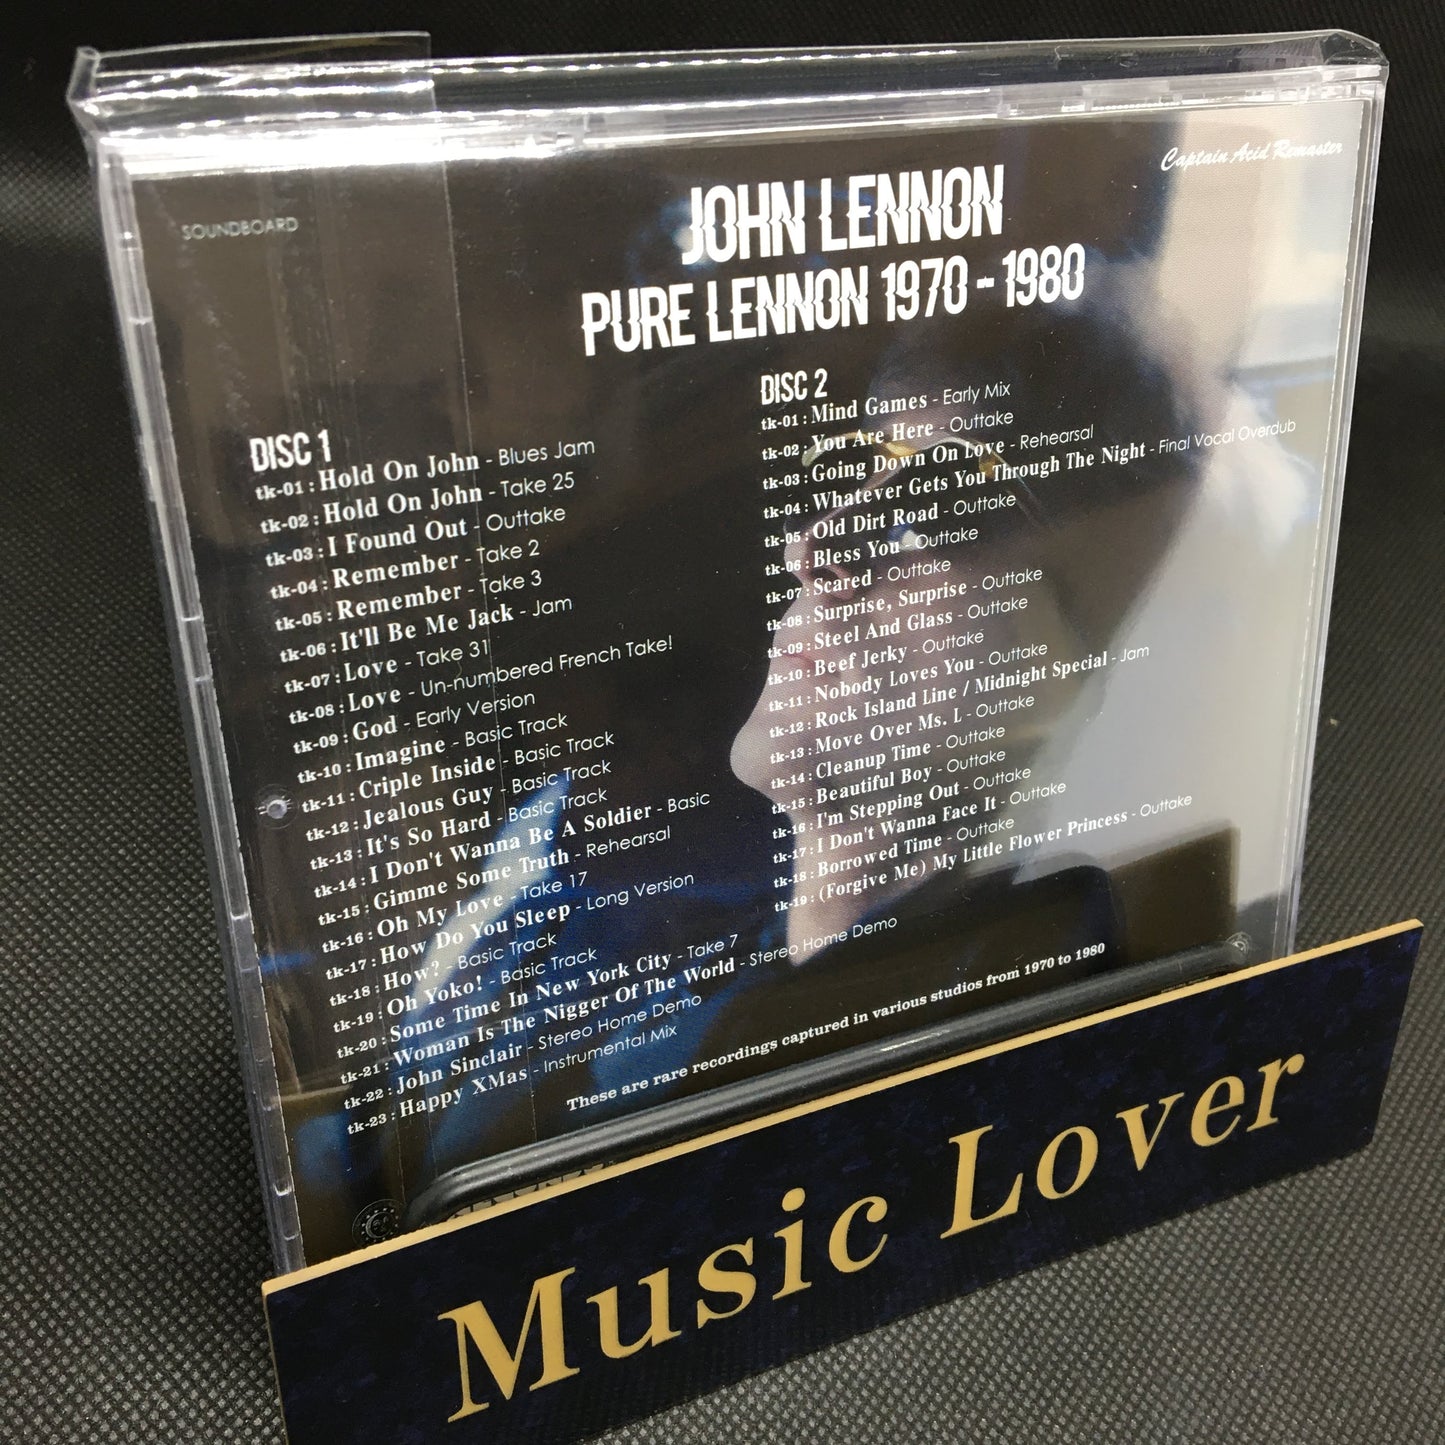 Captain Acid Remaster
SOUNDBOARD
JOHN LENNON
PURE LENNON 1970 - 1980
DISC 1
tk-01 : Hold On John - Blues Jam
tk-02 : Hold On John - Take 25
tk-03 : I Found Out - Outtake
tk-04 : Remember - Take 2
tk-05 : Remember - Take 3
tk-06 : It'll Be Me Jack - Jam
tk-07 : Love - Take 31
tk-08 : Love - Un-numbered French Take!
tk-09 : God - Early Version
tk-10 : Imagine - Basic Track
tk-11 : Criple Inside - Basic Track
tk-12 : Jealous Guy - Basic Track
tk-13 : It's So Hard - Basic Track
tk-14 : I Don't Wanna Be A Soldier - Basic
tk-15 : Gimme Some Truth - Rehearsal
tk-16 : Oh My Love - Take 17
tk-17 : How Do You Sleep - Long Version
tk-18 : How? - Basic Track
tk-19 : Oh Yoko! - Basic Track
tk-20 : Some Time In New York City - Take 7
tk-21 : Woman Is The Nigger Of The World - Stereo Home Demo
tk-22 : John Sinclair - Stereo Home Demo
tk-23 : Happy XMas - Instrumental Mix
DISC 2
tk-01 : Mind Games - Early Mix
tk-02 : You Are Here - Outtake
tk-03 : Going Down On Love - Rehearsal
tk-04 : Whatever Gets You Through The Night - Final Vocal Overdub
tk-05 : Old Dirt Road - Outtake
tk-06 : Bless You - Outtake
tk-07 : Scared - Outtake
tk-08 : Surprise, Surprise - Outtake
tk-09 : Steel And Glass - Outtake
tk-10 : Beef Jerky - Outtake
tk-11 : Nobody Loves You - Outtake
tk-12 : Rock Island Line / Midnight Special - Jam
tk-13 : Move Over Ms. L - Outtake
tk-14 : Cleanup Time - Outtake
tk-15 : Beautiful Boy - Outtake
tk-16 : I'm Stepping Out - Outtake
tk-17 : I Don't Wanna Face It - Outtake
tk-18 : Borrowed Time - Outtake
tk-19 : (Forgive Me) My Little Flower Princess - Outtake
These are rare recordings captured in various studios from 1970 to 1980
Music Lover